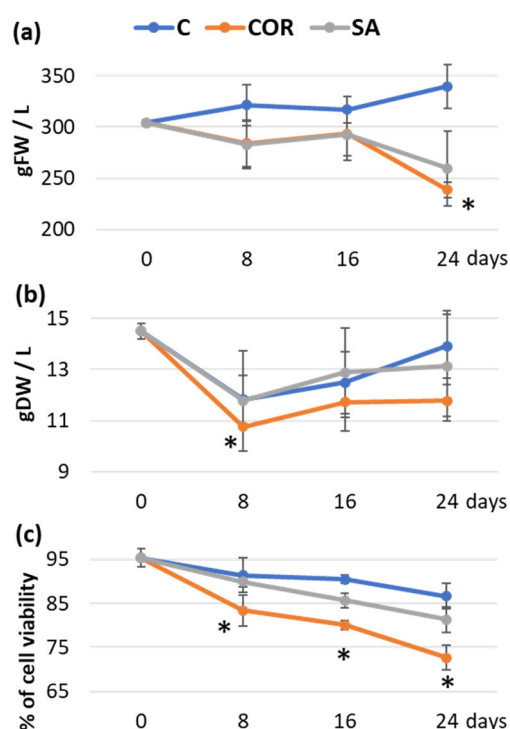 (a) C COR SA
gFW / L
350
300
250
200
*
0 8 16 24 days
(b)
gDW / L
15
13
11
9
*
0 8 16 24 days
(c)
% of cell viability
95
85
75
65
* * *
0 8 16 24 days